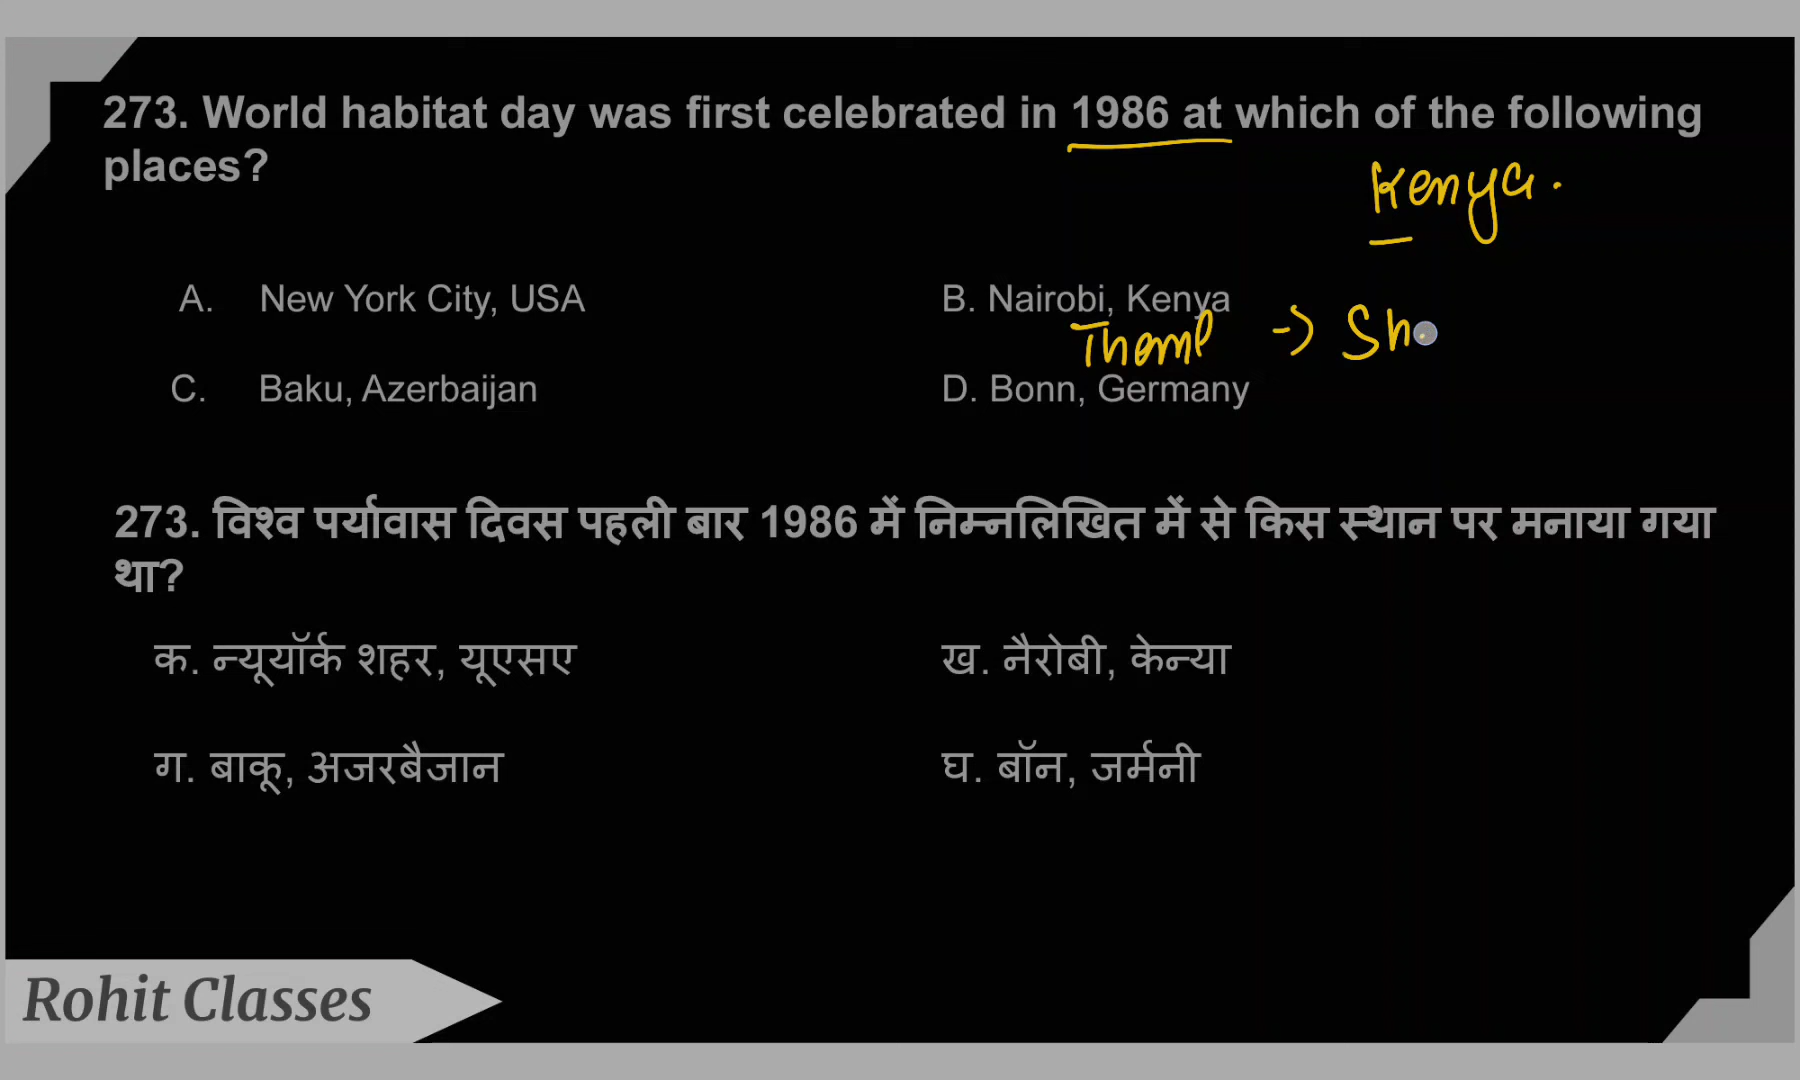 273. World habitat day was first celebrated in 1986 at which of the following
places?
Kenya.
A. New York City, USA
B. Nairobi, Kenya
Theme -> Sh
C. Baku, Azerbaijan
D. Bonn, Germany
273. विश्व पर्यावास दिवस पहली बार 1986 में निम्नलिखित में से किस स्थान पर मनाया गया
था?
क. न्यूयॉर्क शहर, यूएसए
ख. नैरोबी, केन्या
ग. बाकू, अजरबैजान
घ. बॉन, जर्मनी
Rohit Classes